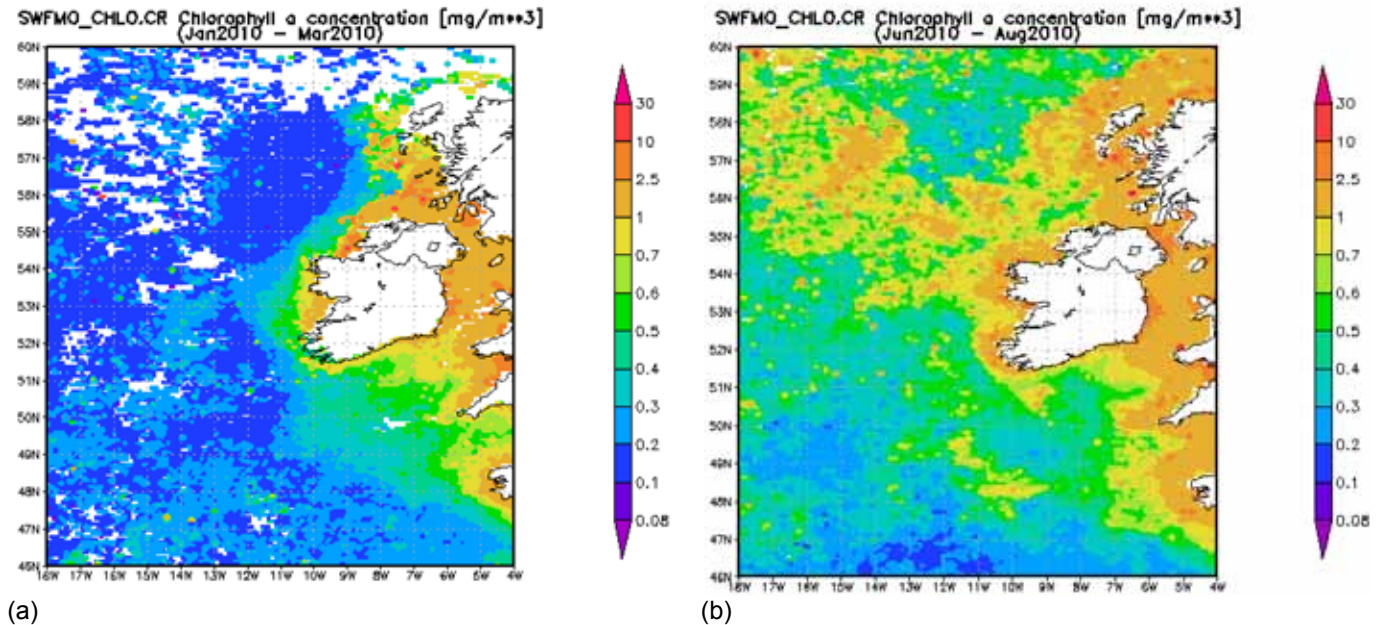 SWFMO_CHLO.CR Chlorophyll a concentration [mg/m**3]
(Jan2010 – Mar2010)
60N
59N
58N
57N
56N
55N
54N
53N
52N
51N
50N
49N
48N
47N
46N
18W 17W 16W 15W 14W 13W 12W 11W 10W 9W 8W 7W 6W 5W 4W
30
10
2.5
1
0.7
0.6
0.5
0.4
0.3
0.2
0.1
0.08
(a)
SWFMO_CHLO.CR Chlorophyll a concentration [mg/m**3]
(Jun2010 – Aug2010)
60N
59N
58N
57N
56N
55N
54N
53N
52N
51N
50N
49N
48N
47N
46N
18W 17W 16W 15W 14W 13W 12W 11W 10W 9W 8W 7W 6W 5W 4W
30
10
2.5
1
0.7
0.6
0.5
0.4
0.3
0.2
0.1
0.08
(b)